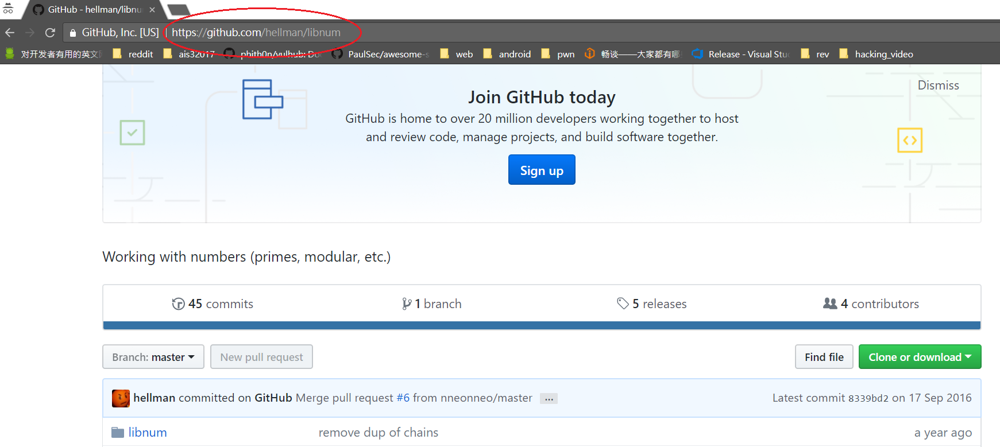 GitHub - hellman/libnu
GitHub, Inc. [US] | https://github.com/hellman/libnum
对开发者有用的英文 reddit ais32017 phith0n/vulhub: Do PaulSec/awesome-s web android pwn 畅谈——大家都有哪 Release - Visual Stu rev hacking_video
Dismiss
Join GitHub today
GitHub is home to over 20 million developers working together to host
and review code, manage projects, and build software together.
Sign up
Working with numbers (primes, modular, etc.)
45 commits 1 branch 5 releases 4 contributors
Branch: master New pull request Find file Clone or download
hellman committed on GitHub Merge pull request #6 from nneonneo/master ... Latest commit 8339bd2 on 17 Sep 2016
libnum remove dup of chains a year ago